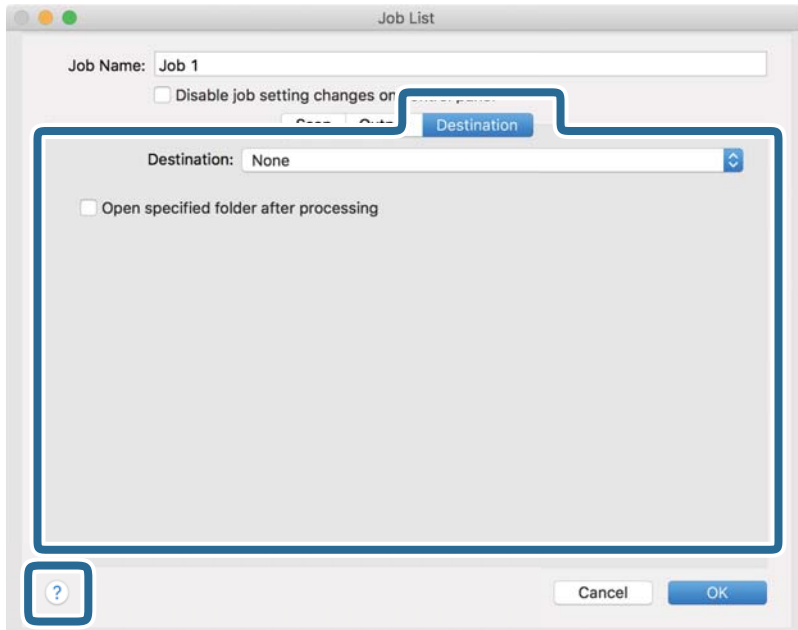 Job List
Job Name: Job 1
Disable job setting changes on
Destination
Destination: None
Open specified folder after processing
? Cancel OK